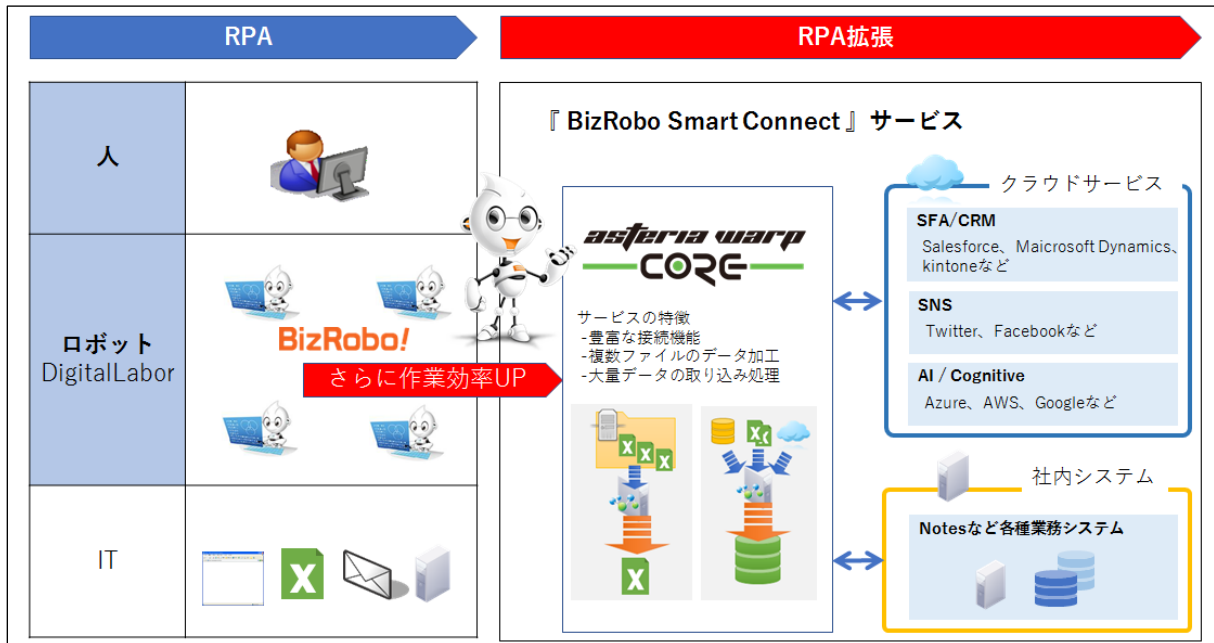 RPA
RPA拡張
人
ロボット
DigitalLabor
BizRobo!
さらに作業効率UP
IT
X
『 BizRobo Smart Connect 』サービス
asteria warp
CORE
サービスの特徴
-豊富な接続機能
-複数ファイルのデータ加工
-大量データの取り込み処理
X
X
X
X
X
クラウドサービス
SFA/CRM
Salesforce、Maicrosoft Dynamics、
kintoneなど
SNS
Twitter、Facebookなど
AI / Cognitive
Azure、AWS、Googleなど
社内システム
Notesなど各種業務システム